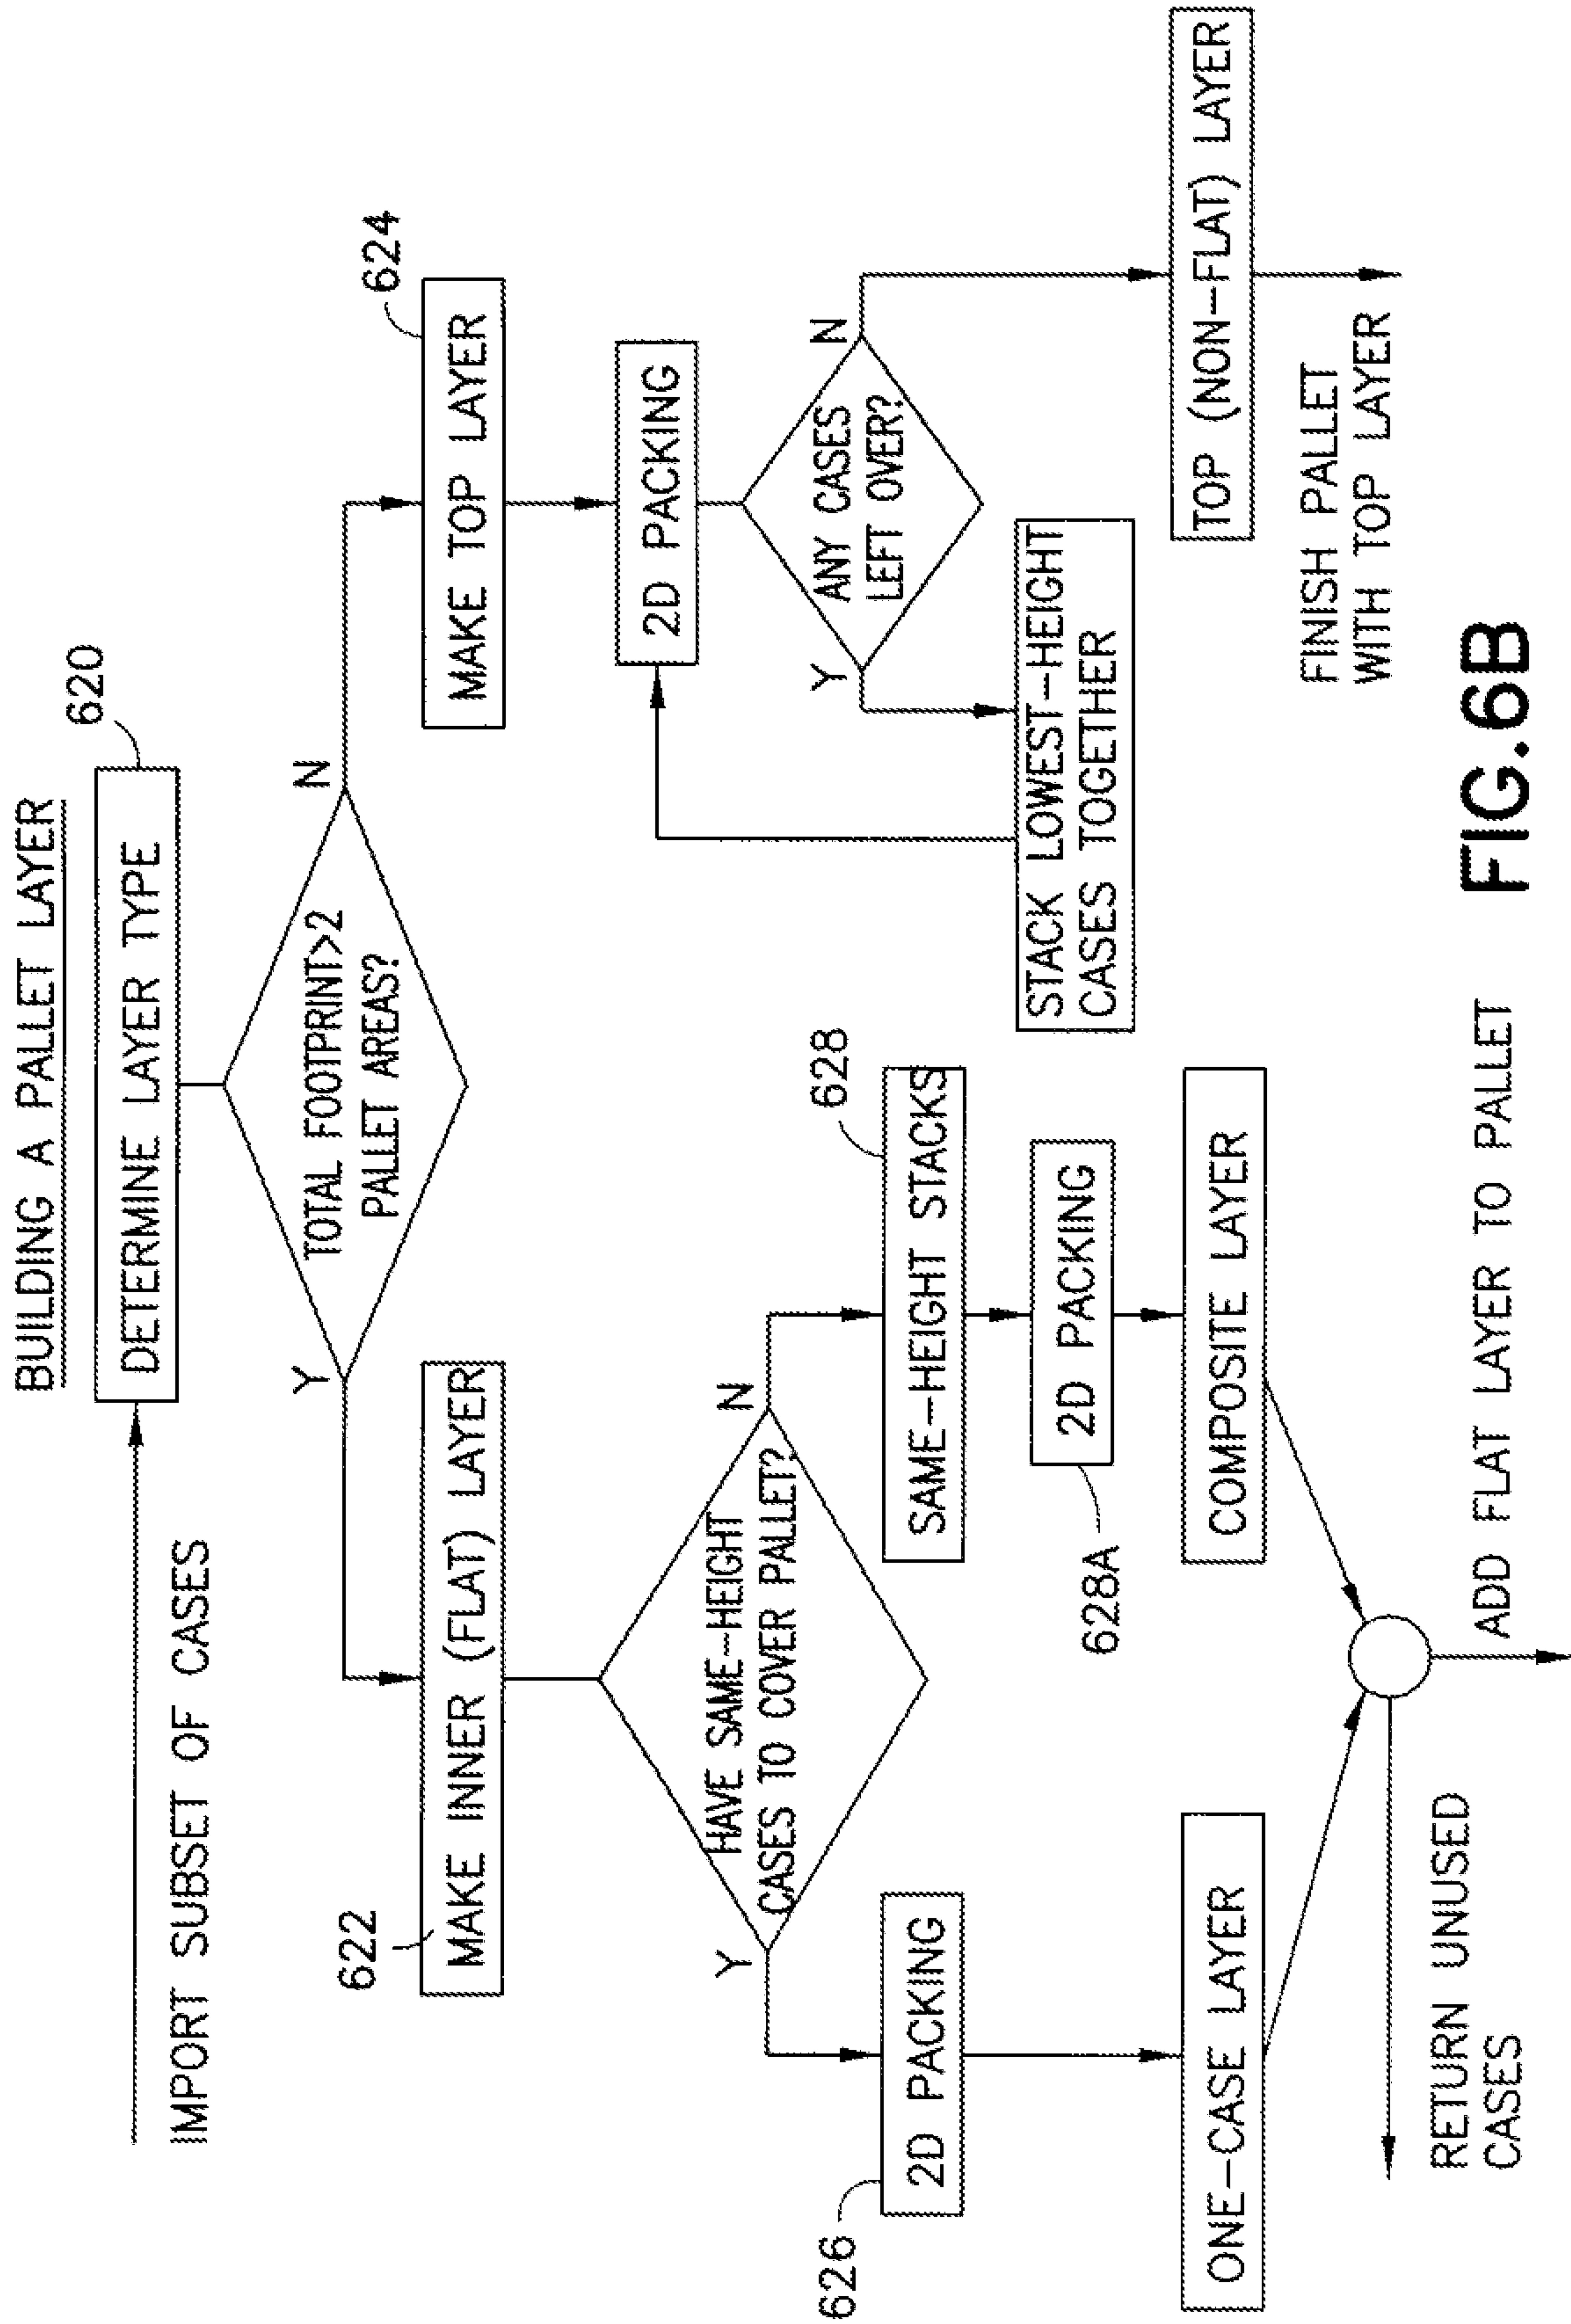 BUILDING A PALLET LAYER
620
IMPORT SUBSET OF CASES
DETERMINE LAYER TYPE
TOTAL FOOTPRINT>2
PALLET AREAS?
Y
N
622
MAKE INNER (FLAT) LAYER
624
MAKE TOP LAYER
HAVE SAME-HEIGHT
CASES TO COVER PALLET?
Y
N
2D PACKING
ANY CASES
LEFT OVER?
Y
N
626
2D PACKING
628
SAME-HEIGHT STACKS
628A
2D PACKING
STACK LOWEST-HEIGHT
CASES TOGETHER
ONE-CASE LAYER
COMPOSITE LAYER
TOP (NON-FLAT) LAYER
RETURN UNUSED
CASES
ADD FLAT LAYER TO PALLET
FINISH PALLET
WITH TOP LAYER
FIG.6B